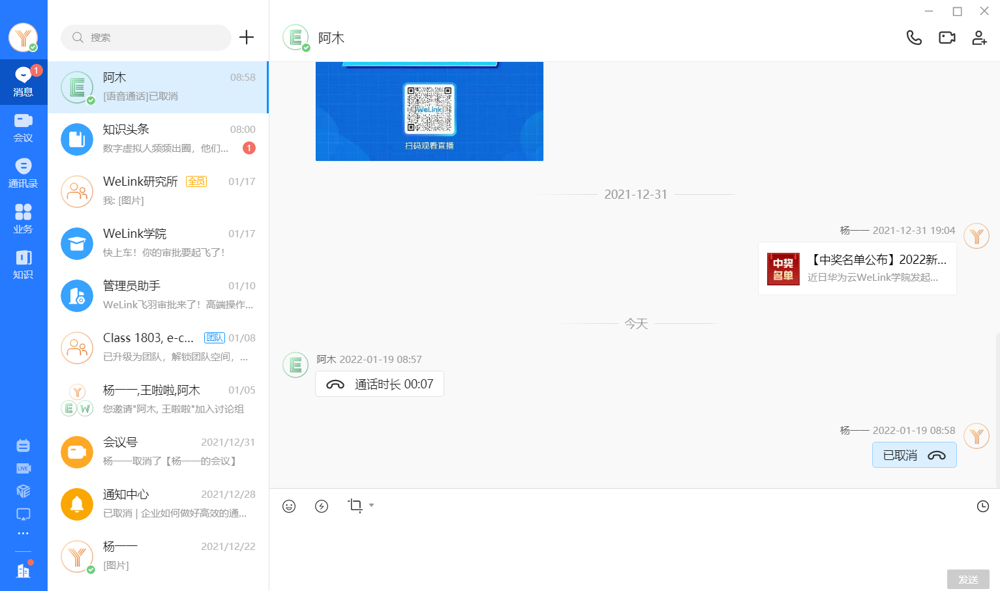 1
消息
会议
通讯录
业务
知识
LIVE
搜索
阿木 08:58
[语音通话]已取消
知识头条 08:00
数字虚拟人频频出圈，他们... 1
WeLink研究所 全员 01/17
我: [图片]
WeLink学院 01/17
快上车！你的审批要起飞了!
管理员助手 01/10
WeLink飞羽审批来了！高端操作...
Class 1803, e-c... 团队 01/08
已升级为团队，解锁团队空间，...
杨一一,王啦啦,阿木 01/05
您邀请"阿木, 王啦啦"加入讨论组
会议号 2021/12/31
杨一一取消了【杨一一的会议】
通知中心 2021/12/28
已取消 | 企业如何做好高效的通...
杨一一 2021/12/22
[图片]
阿木
WeLink
扫码观看直播
2021-12-31
杨一一 2021-12-31 19:04
中奖
名单
【中奖名单公布】2022新...
近日华为云WeLink学院发起...
今天
阿木 2022-01-19 08:57
通话时长 00:07
杨一一 2022-01-19 08:58
已取消
发送